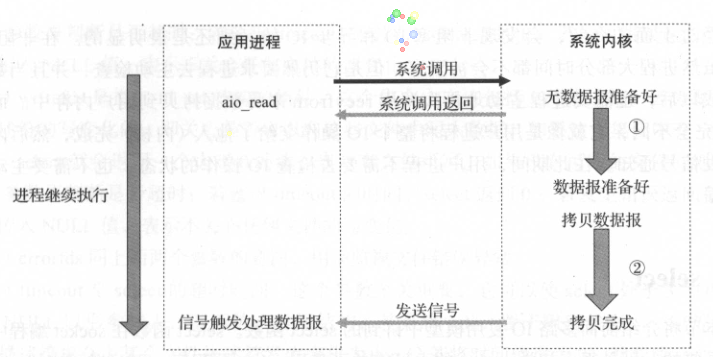 应用进程
系统内核
系统调用
aio_read
系统调用返回
无数据报准备好
①
数据报准备好
进程继续执行
拷贝数据报
②
发送信号
信号触发处理数据报
拷贝完成
select